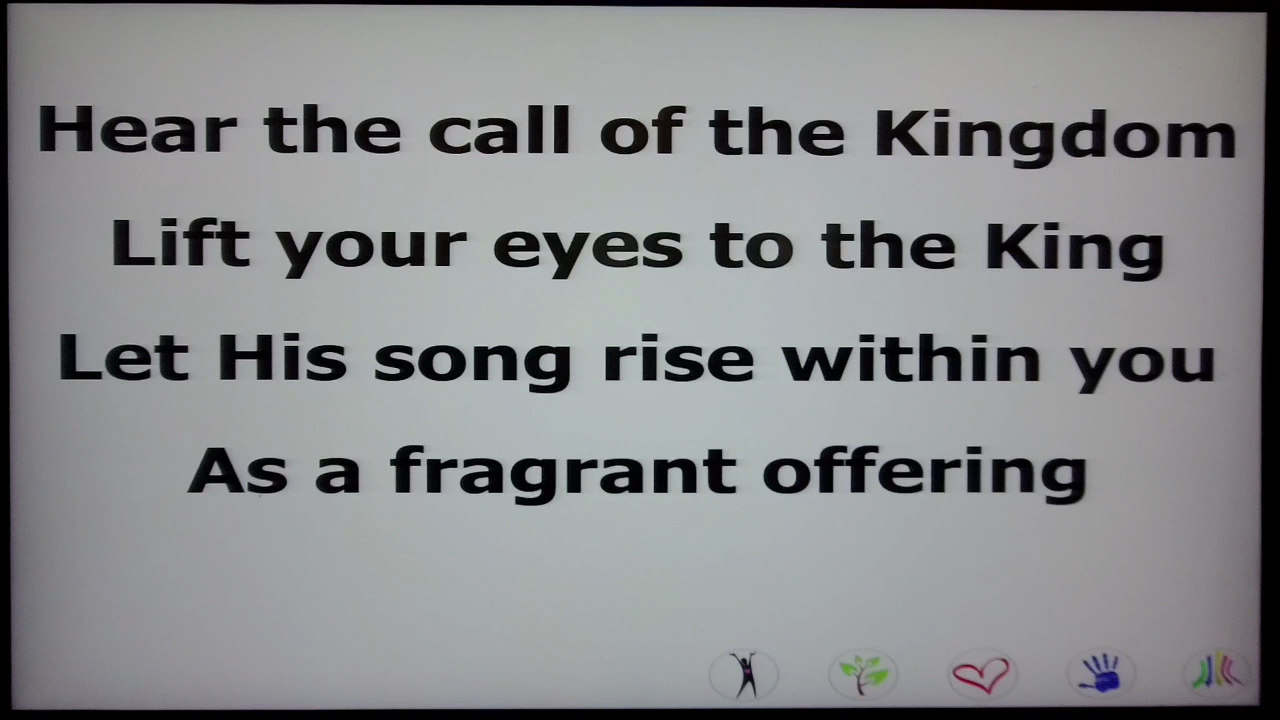 Hear the call of the Kingdom
Lift your eyes to the King
Let His song rise within you
As a fragrant offering